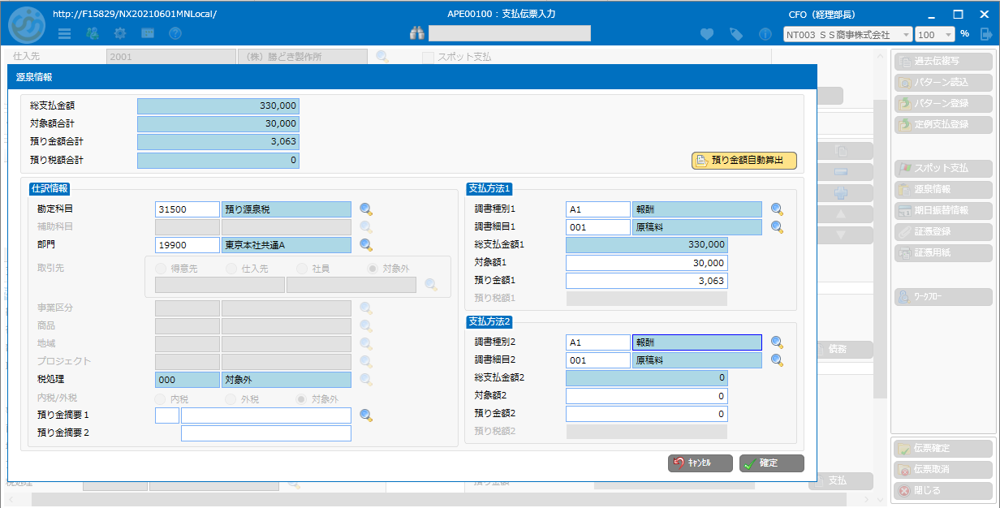 http://F15829/NX20210601MNLocal/
APE00100：支払伝票入力
CFO（経理部長）
NT003 ＳＳ商事株式会社
100 %
仕入先 2001 （株）勝どき製作所 スポット支払
源泉情報
総支払金額 330,000
対象額合計 30,000
預り金額合計 3,063
預り税額合計 0
預り金額自動算出
仕訳情報
勘定科目 31500 預り源泉税
補助科目
部門 19900 東京本社共通A
取引先 得意先 仕入先 社員 対象外
事業区分
商品
地域
プロジェクト
税処理 000 対象外
内税/外税 内税 外税 対象外
預り金摘要１
預り金摘要２
支払方法1
調書種別1 A1 報酬
調書細目1 001 原稿料
総支払金額1 330,000
対象額1 30,000
預り金額1 3,063
預り税額1
支払方法2
調書種別2 A1 報酬
調書細目2 001 原稿料
総支払金額2 0
対象額2 0
預り金額2 0
預り税額2
ｷｬﾝｾﾙ
確定
過去伝複写
パターン読込
パターン登録
定例支払登録
スポット支払
源泉情報
期日振替情報
証憑登録
証憑用紙
ﾜｰｸﾌﾛｰ
債務
支払
伝票確定
伝票取消
閉じる